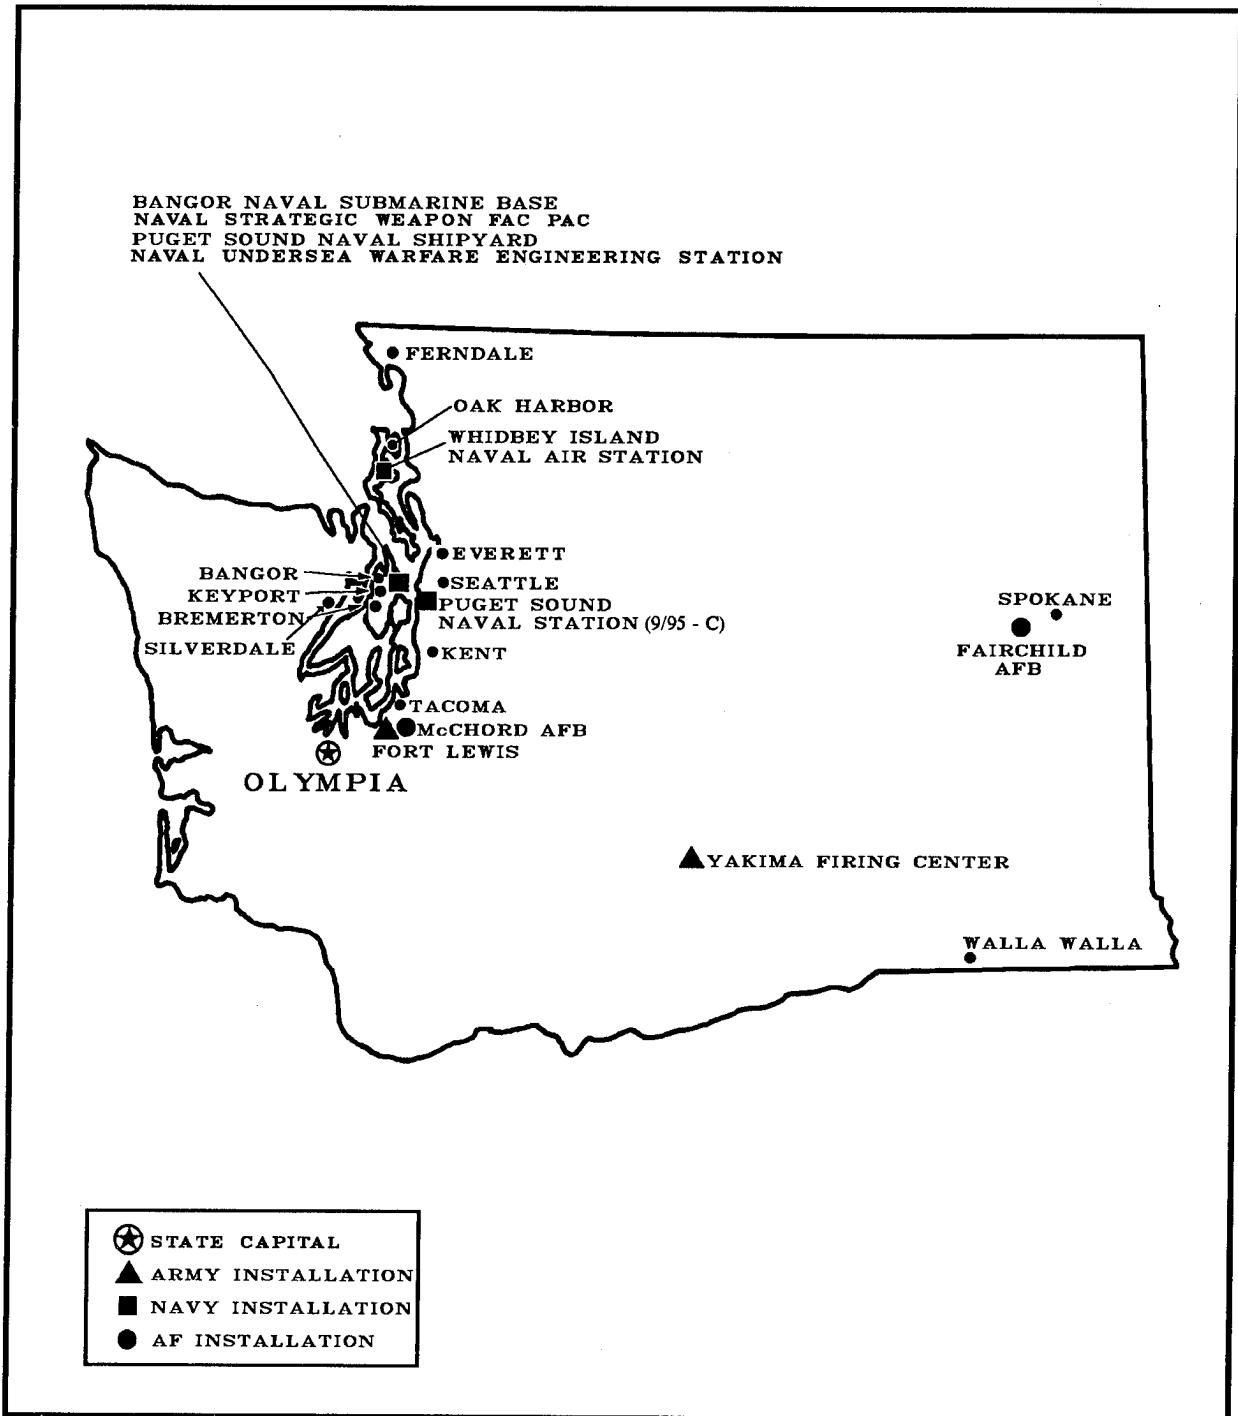 BANGOR NAVAL SUBMARINE BASE
NAVAL STRATEGIC WEAPON FAC PAC
PUGET SOUND NAVAL SHIPYARD
NAVAL UNDERSEA WARFARE ENGINEERING STATION
FERNDALE
OAK HARBOR
WHIDBEY ISLAND
NAVAL AIR STATION
EVERETT
BANGOR
SEATTLE
KEYPORT
PUGET SOUND
BREMERTON
NAVAL STATION (9/95 - C)
SILVERDALE
KENT
SPOKANE
FAIRCHILD
AFB
TACOMA
McCHORD AFB
FORT LEWIS
OLYMPIA
YAKIMA FIRING CENTER
WALLA WALLA
STATE CAPITAL
ARMY INSTALLATION
NAVY INSTALLATION
AF INSTALLATION